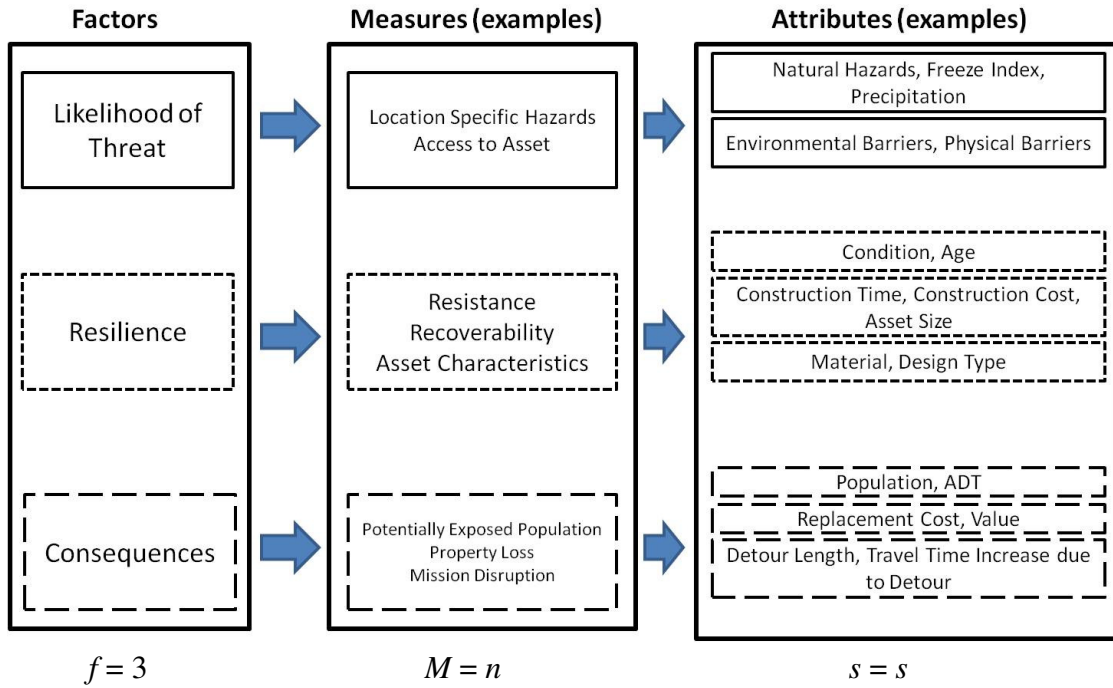 Factors
Measures (examples)
Attributes (examples)
Likelihood of
Threat
Location Specific Hazards
Access to Asset
Natural Hazards, Freeze Index,
Precipitation
Environmental Barriers, Physical Barriers
Resilience
Resistance
Recoverability
Asset Characteristics
Condition, Age
Construction Time, Construction Cost,
Asset Size
Material, Design Type
Consequences
Potentially Exposed Population
Property Loss
Mission Disruption
Population, ADT
Replacement Cost, Value
Detour Length, Travel Time Increase due
to Detour
f = 3
M = n
s = s